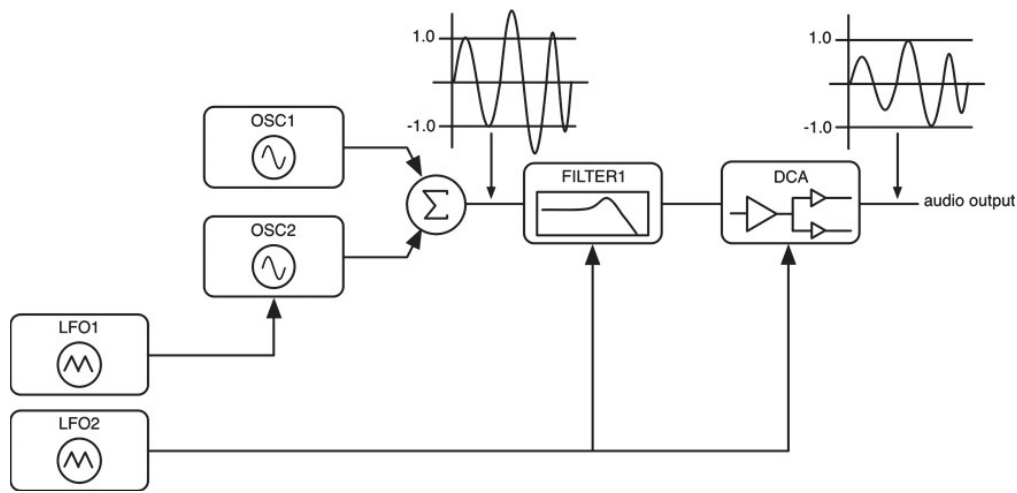 1.0
-1.0
1.0
-1.0
OSC1
Σ
FILTER1
DCA
audio output
OSC2
LFO1
LFO2